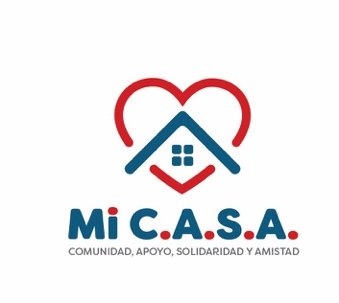 Mi C.A.S.A.
COMUNIDAD, APOYO, SOLIDARIDAD Y AMISTAD